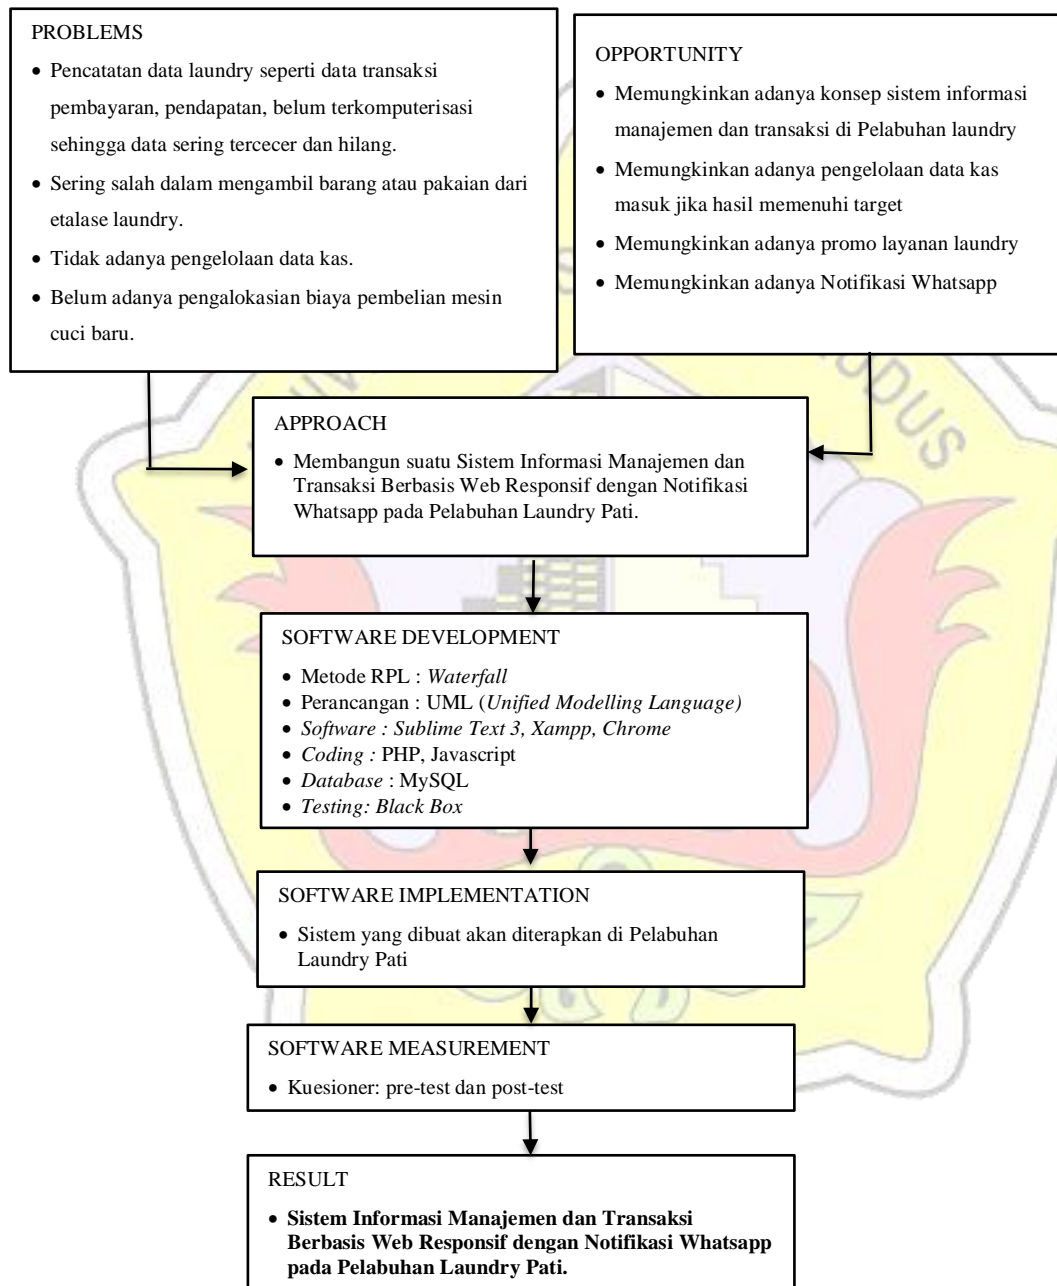 PROBLEMS
• Pencatatan data laundry seperti data transaksi
pembayaran, pendapatan, belum terkomputerisasi
sehingga data sering tercecer dan hilang.
• Sering salah dalam mengambil barang atau pakaian dari
etalase laundry.
• Tidak adanya pengelolaan data kas.
• Belum adanya pengalokasian biaya pembelian mesin
cuci baru.
OPPORTUNITY
• Memungkinkan adanya konsep sistem informasi
manajemen dan transaksi di Pelabuhan laundry
• Memungkinkan adanya pengelolaan data kas
masuk jika hasil memenuhi target
• Memungkinkan adanya promo layanan laundry
• Memungkinkan adanya Notifikasi Whatsapp
APPROACH
• Membangun suatu Sistem Informasi Manajemen dan
Transaksi Berbasis Web Responsif dengan Notifikasi
Whatsapp pada Pelabuhan Laundry Pati.
SOFTWARE DEVELOPMENT
• Metode RPL : Waterfall
• Perancangan : UML (Unified Modelling Language)
• Software : Sublime Text 3, Xampp, Chrome
• Coding : PHP, Javascript
• Database : MySQL
• Testing: Black Box
SOFTWARE IMPLEMENTATION
• Sistem yang dibuat akan diterapkan di Pelabuhan
Laundry Pati
SOFTWARE MEASUREMENT
• Kuesioner: pre-test dan post-test
RESULT
• Sistem Informasi Manajemen dan Transaksi
Berbasis Web Responsif dengan Notifikasi Whatsapp
pada Pelabuhan Laundry Pati.